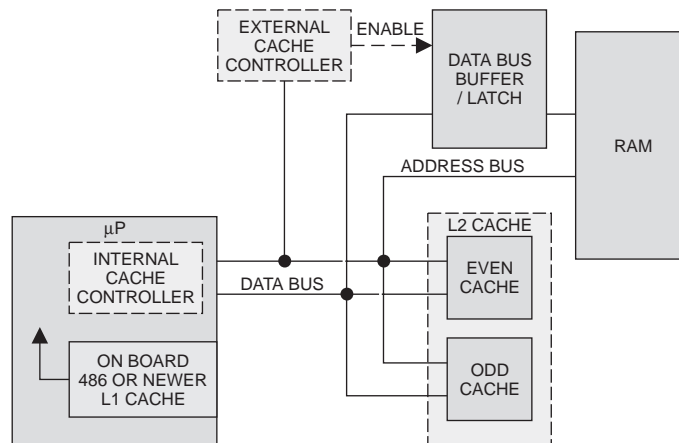 EXTERNAL
CACHE
CONTROLLER
ENABLE
DATA BUS
BUFFER
/ LATCH
RAM
ADDRESS BUS
μP
INTERNAL
CACHE
CONTROLLER
DATA BUS
L2 CACHE
EVEN
CACHE
ON BOARD
486 OR NEWER
L1 CACHE
ODD
CACHE